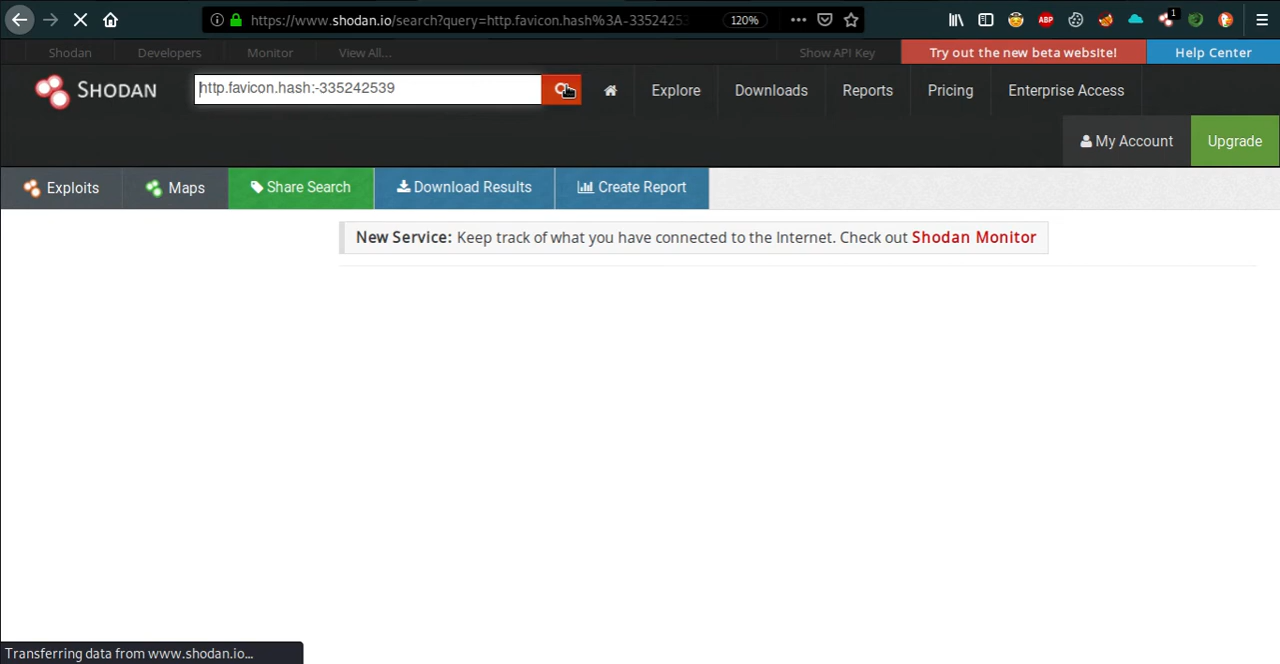 https://www.shodan.io/search?query=http.favicon.hash%3A-33524253
120%
ABP
1
Shodan Developers Monitor View All... Show API Key Try out the new beta website! Help Center
SHODAN http.favicon.hash:-335242539 Explore Downloads Reports Pricing Enterprise Access
My Account Upgrade
Exploits Maps Share Search Download Results Create Report
New Service: Keep track of what you have connected to the Internet. Check out Shodan Monitor
Transferring data from www.shodan.io...